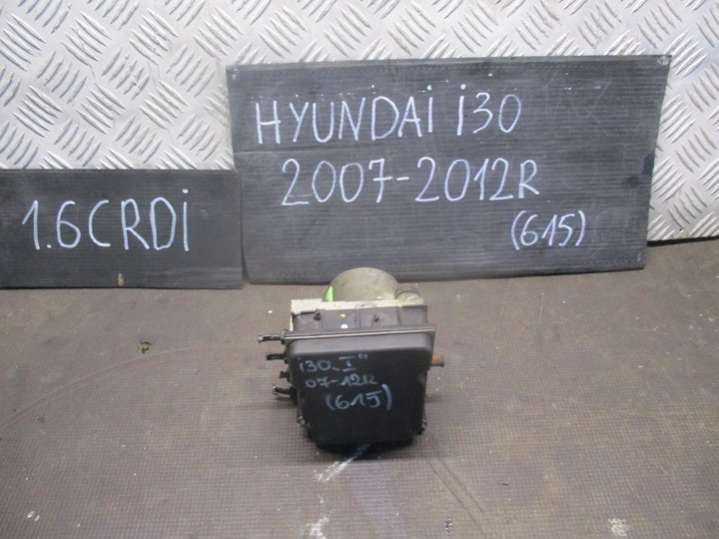 HYUNDAI i30
2007-2012R
(615)
1.6CRDi
i30 „I"
07-12R
(615)